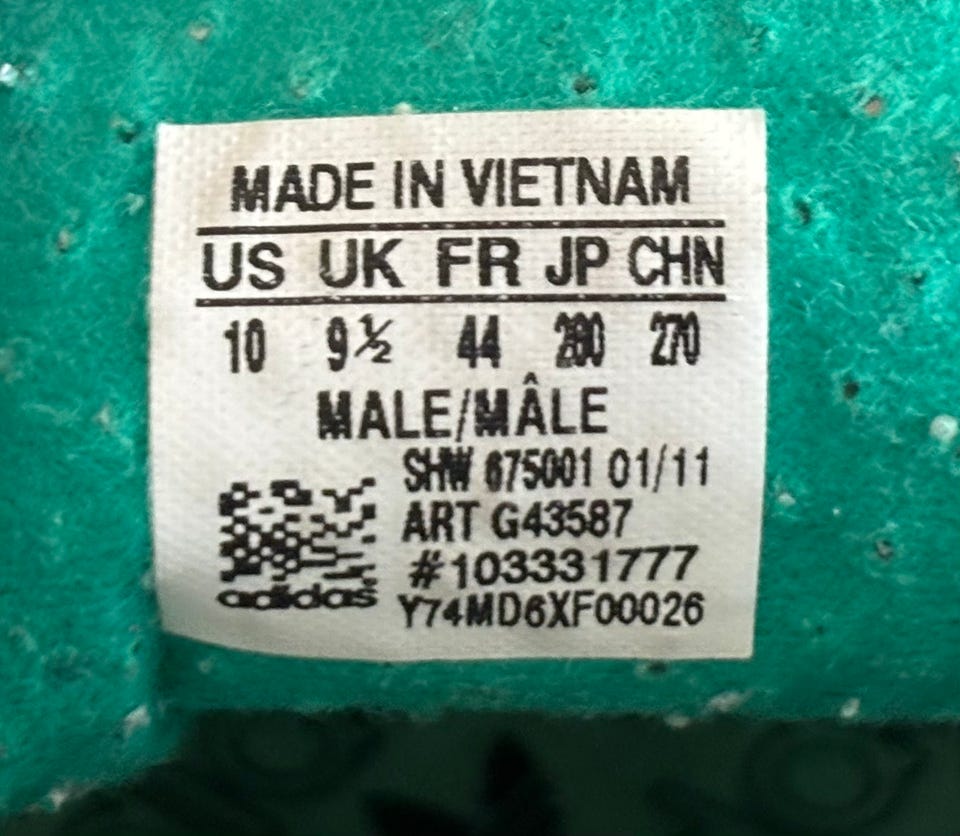 MADE IN VIETNAM
US UK FR JP CHN
10 9½ 44 280 270
MALE/MÂLE
SHW 675001 01/11
ART G43587
#103331777
Y74MD6XF00026
adidas